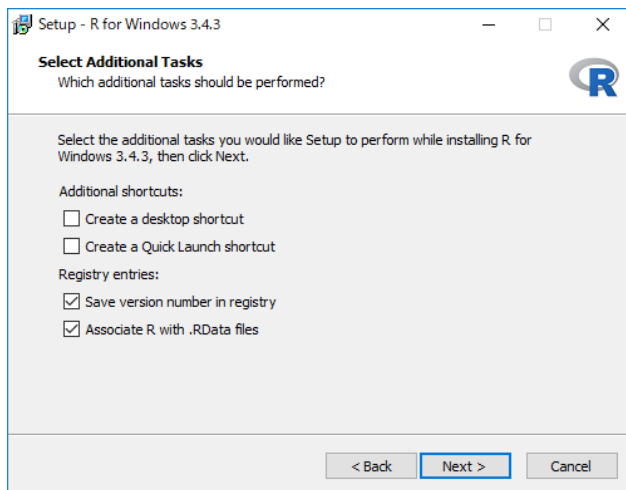 Setup - R for Windows 3.4.3
Select Additional Tasks
Which additional tasks should be performed?
R
Select the additional tasks you would like Setup to perform while installing R for
Windows 3.4.3, then click Next.
Additional shortcuts:
Create a desktop shortcut
Create a Quick Launch shortcut
Registry entries:
Save version number in registry
Associate R with .RData files
< Back
Next >
Cancel